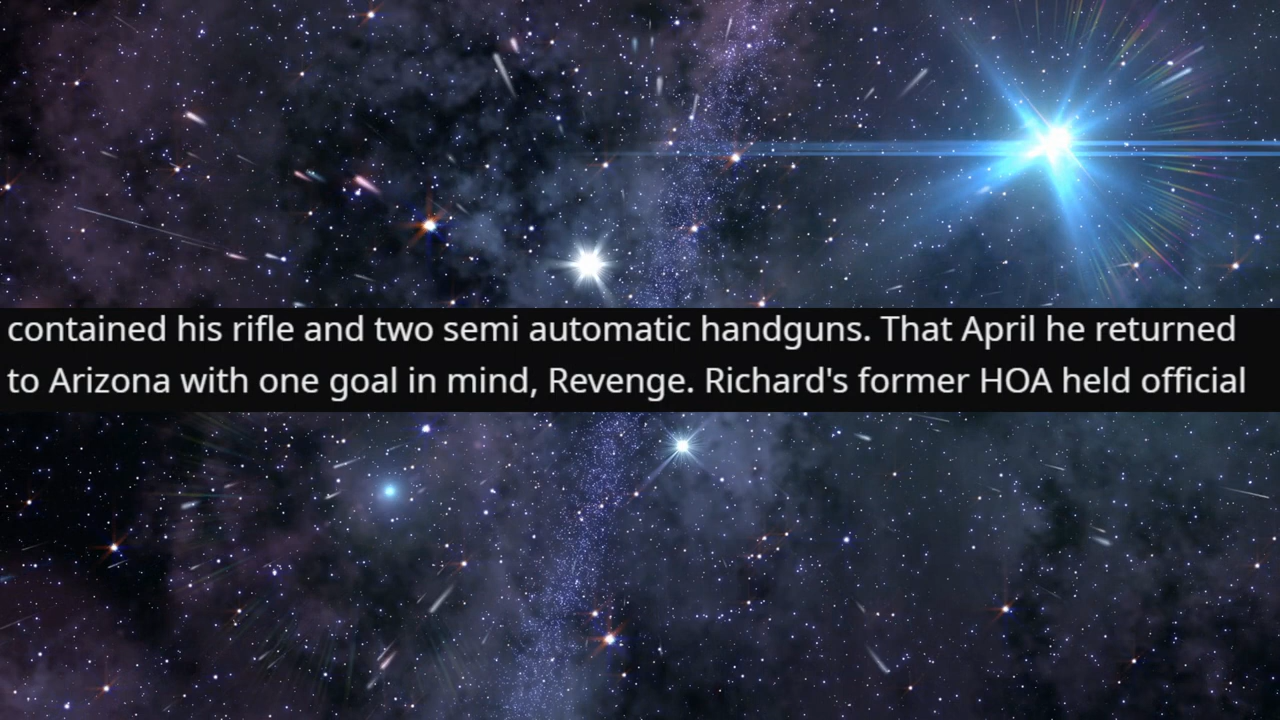 contained his rifle and two semi automatic handguns. That April he returned
to Arizona with one goal in mind, Revenge. Richard's former HOA held official